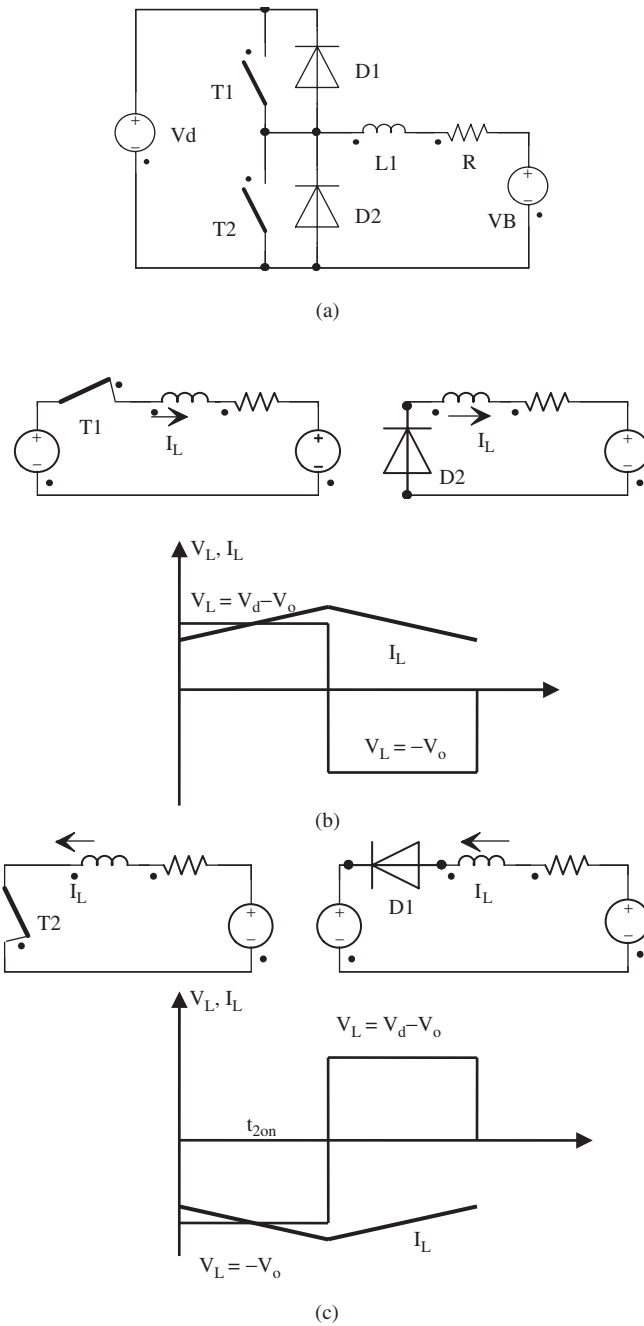 D1
T1
+
−
Vd
L1
R
+
−
VB
T2
D2
(a)
+
−
T1
I_L
+
−
D2
I_L
+
−
V_L, I_L
V_L = V_d−V_o
I_L
V_L = −V_o
(b)
T2
I_L
+
−
+
−
D1
I_L
+
−
V_L, I_L
V_L = V_d−V_o
t_2on
I_L
V_L = −V_o
(c)